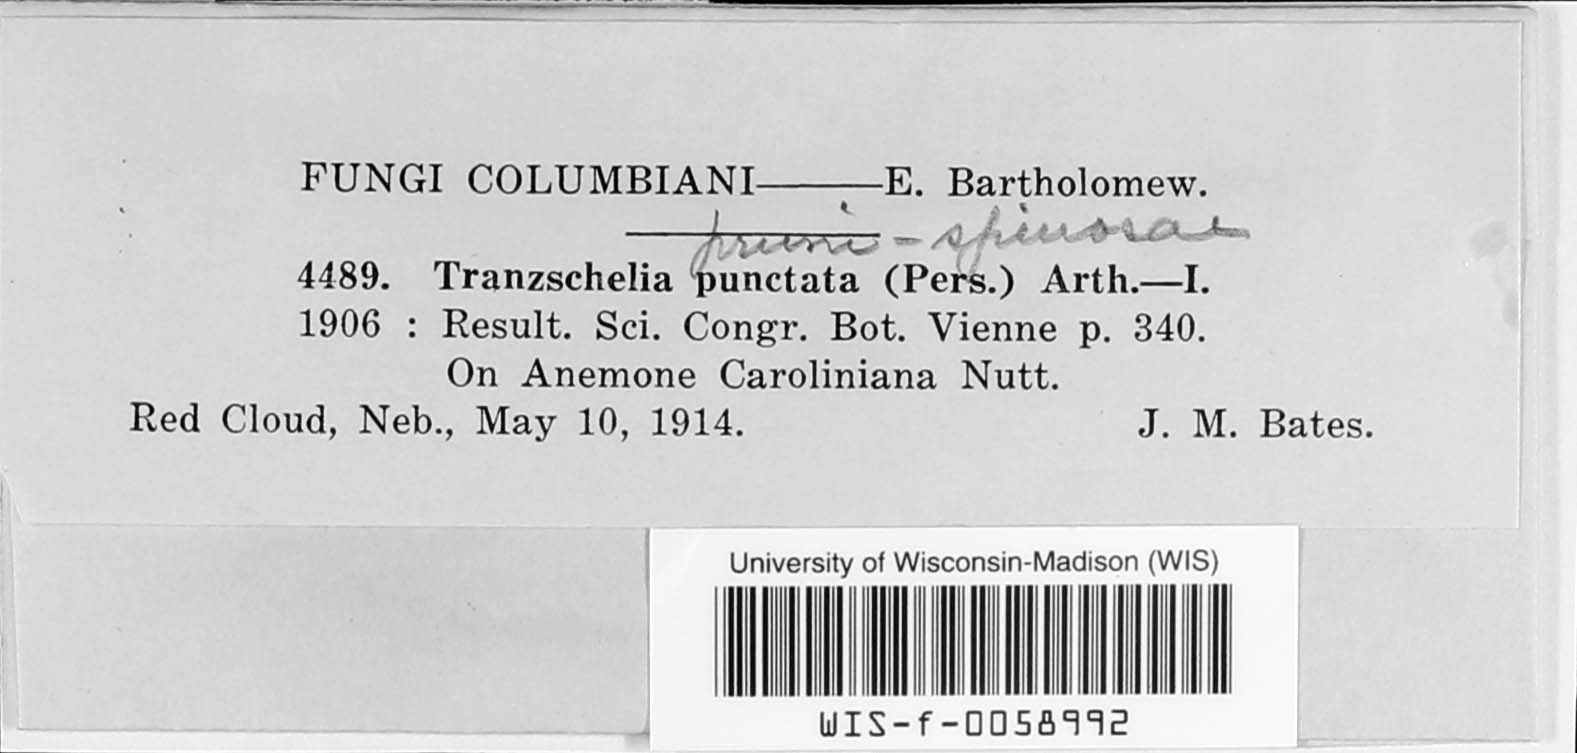 FUNGI COLUMBIANI——E. Bartholomew.
pruni-spinosae
4489. Tranzschelia punctata (Pers.) Arth.—I.
1906 : Result. Sci. Congr. Bot. Vienne p. 340.
On Anemone Caroliniana Nutt.
Red Cloud, Neb., May 10, 1914. J. M. Bates.
University of Wisconsin-Madison (WIS)
WIS-f-0058992